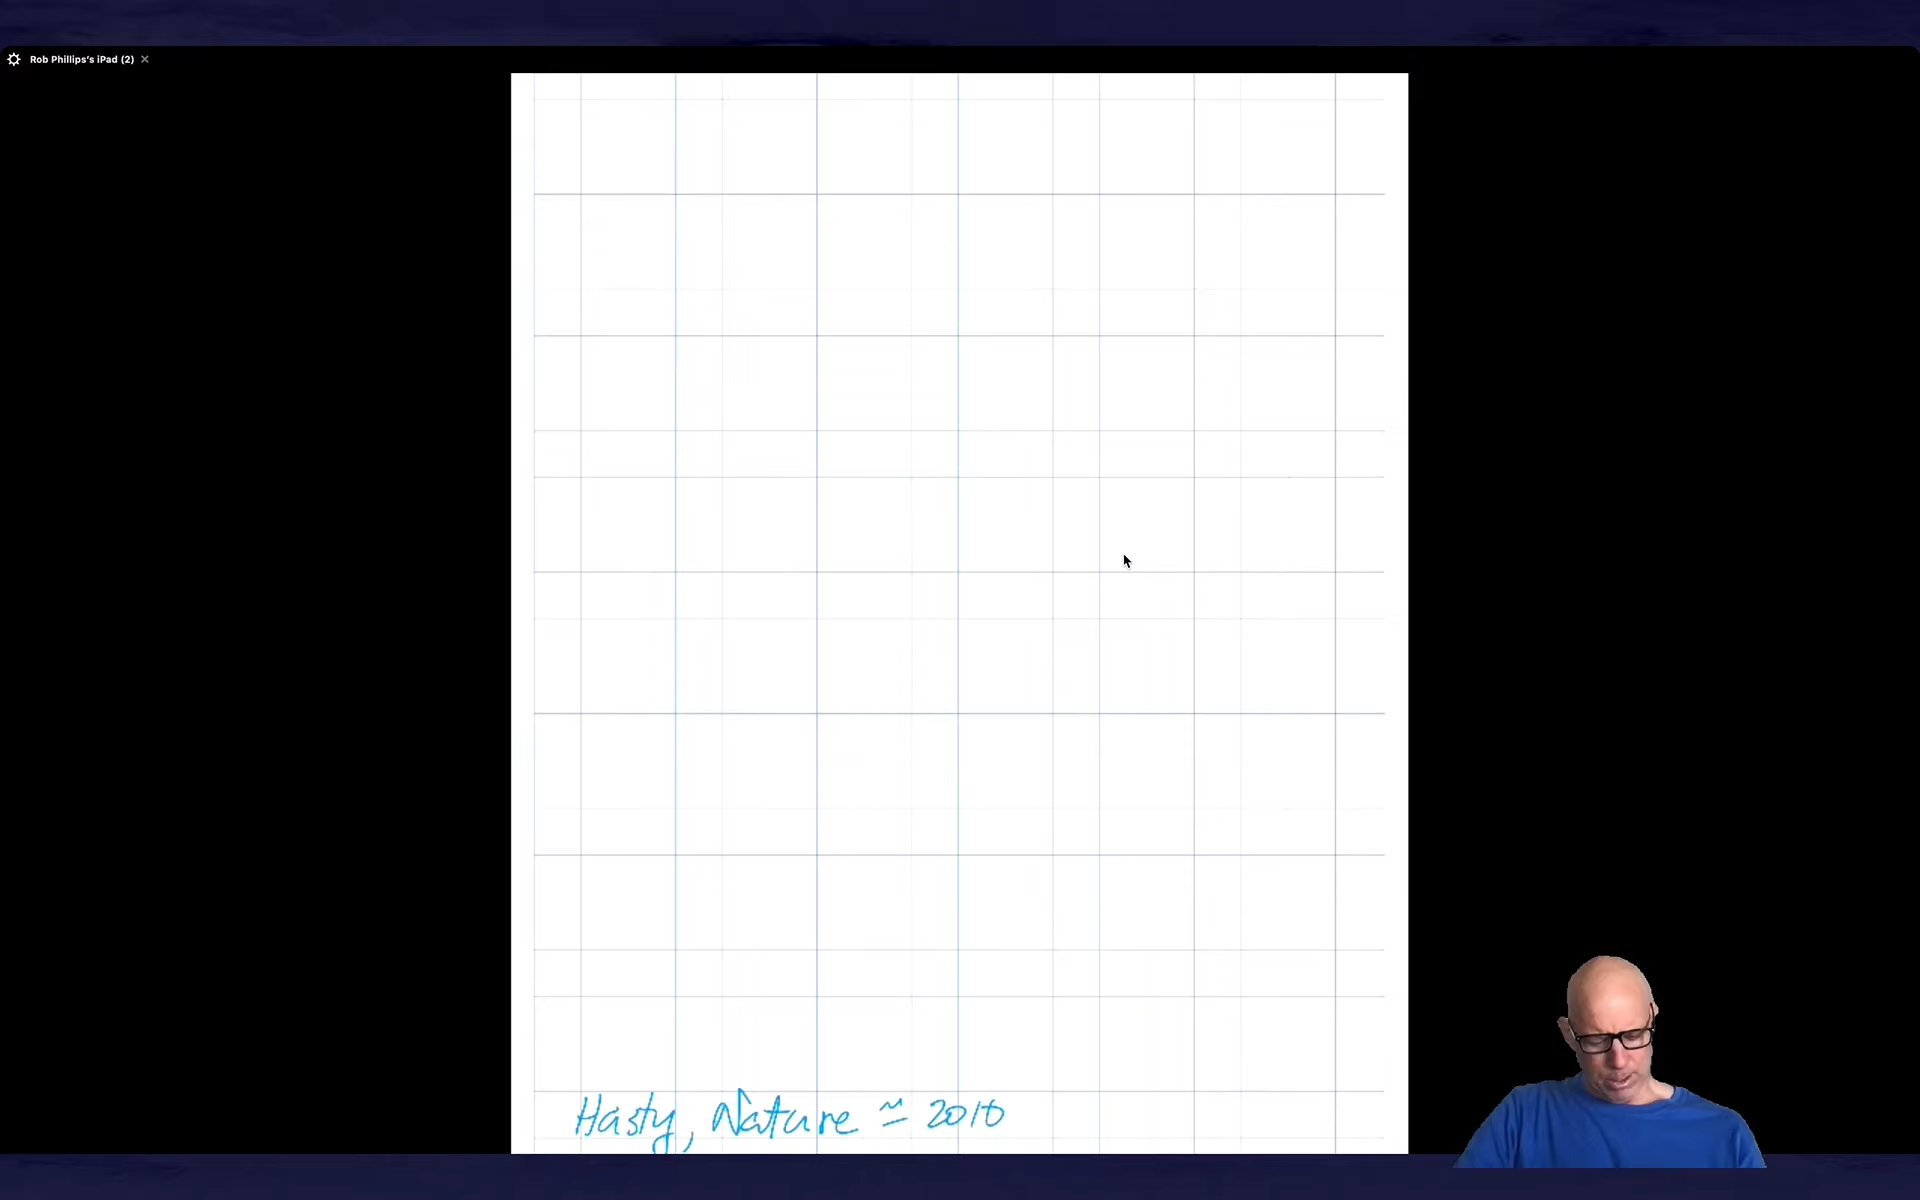 Rob Phillips's iPad (2)
Hasty, Nature ≃ 2010